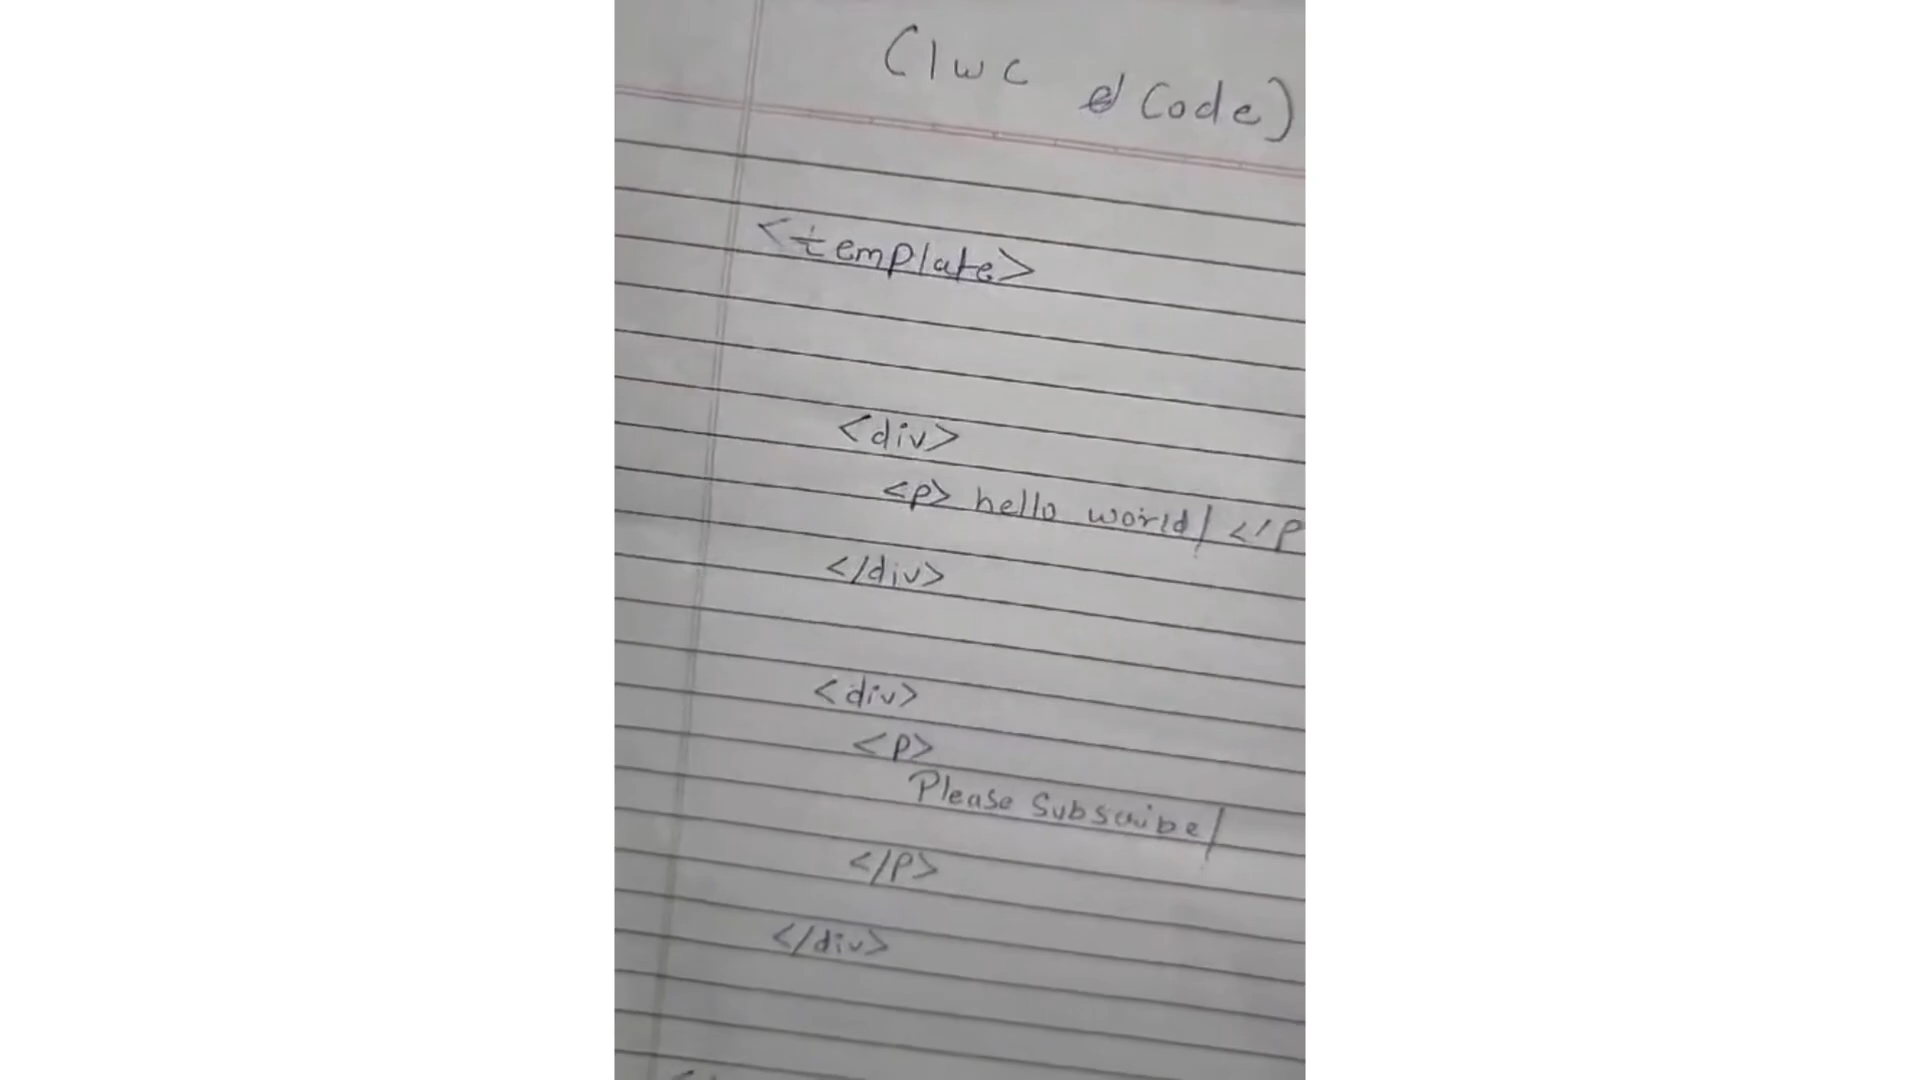 (lwc Code)
<template>
<div>
<p> hello world| </p
</div>
<div>
<p>
Please Subscribe|
</p>
</div>